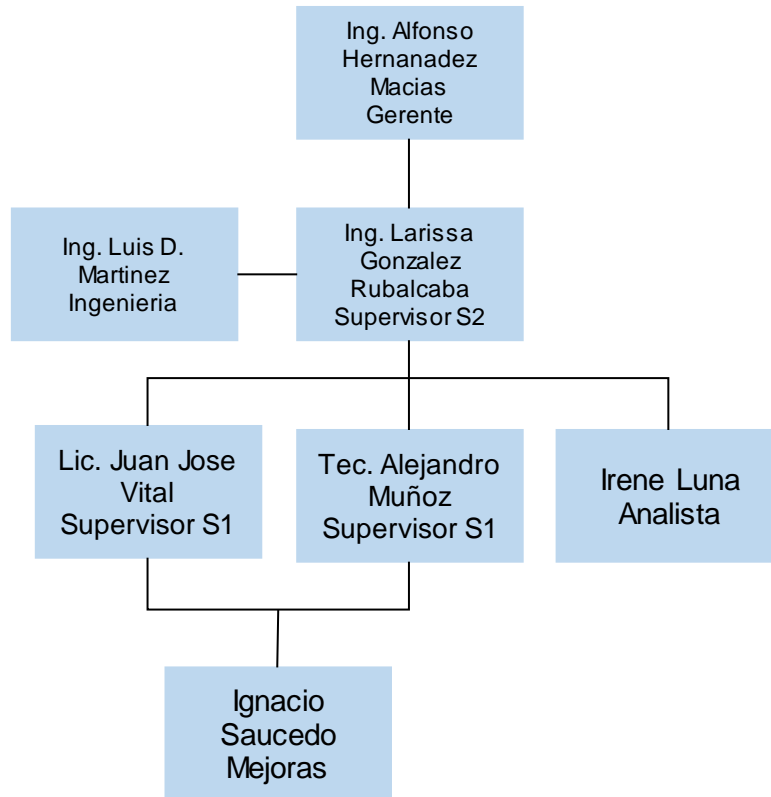 Ing. Alfonso
Hernanadez
Macias
Gerente
Ing. Luis D.
Martinez
Ingenieria
Ing. Larissa
Gonzalez
Rubalcaba
Supervisor S2
Lic. Juan Jose
Vital
Supervisor S1
Tec. Alejandro
Muñoz
Supervisor S1
Irene Luna
Analista
Ignacio
Saucedo
Mejoras